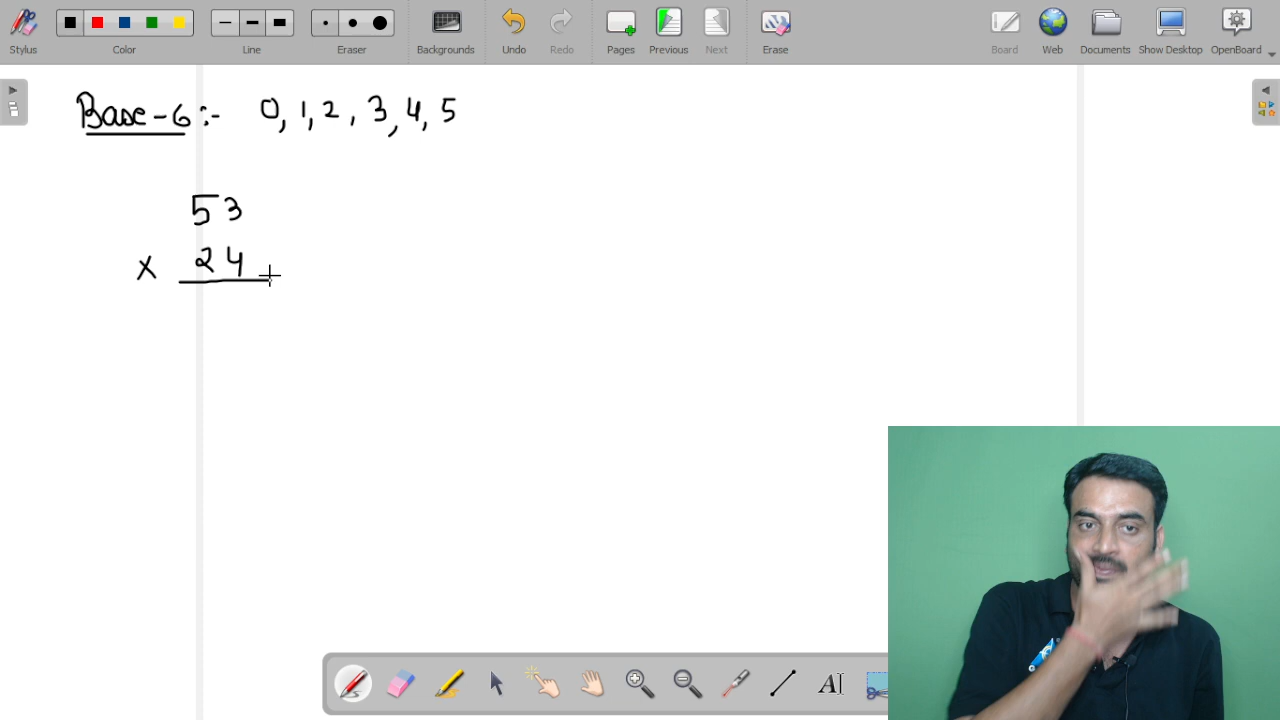 Stylus Color Line Eraser Backgrounds Undo Redo Pages Previous Next Erase Board Web Documents Show Desktop OpenBoard
Base-6:- 0, 1, 2, 3, 4, 5
53
x 24
AI